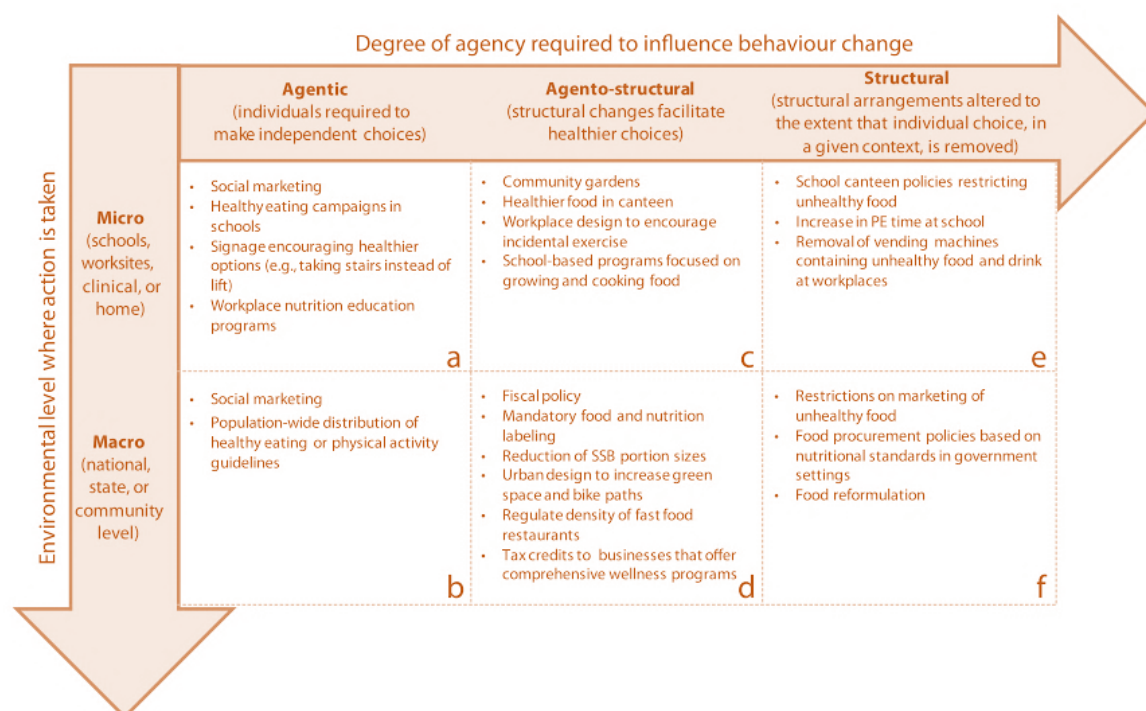 Degree of agency required to influence behaviour change
Agentic
(individuals required to
make independent choices)
Agento-structural
(structural changes facilitate
healthier choices)
Structural
(structural arrangements altered to
the extent that individual choice, in
a given context, is removed)
Environmental level where action is taken
Micro
(schools,
worksites,
clinical, or
home)
• Social marketing
• Healthy eating campaigns in
schools
• Signage encouraging healthier
options (e.g., taking stairs instead of
lift)
• Workplace nutrition education
programs
a
• Community gardens
• Healthier food in canteen
• Workplace design to encourage
incidental exercise
• School-based programs focused on
growing and cooking food
c
• School canteen policies restricting
unhealthy food
• Increase in PE time at school
• Removal of vending machines
containing unhealthy food and drink
at workplaces
e
Macro
(national,
state, or
community
level)
• Social marketing
• Population-wide distribution of
healthy eating or physical activity
guidelines
b
• Fiscal policy
• Mandatory food and nutrition
labeling
• Reduction of SSB portion sizes
• Urban design to increase green
space and bike paths
• Regulate density of fast food
restaurants
• Tax credits to businesses that offer
comprehensive wellness programs
d
• Restrictions on marketing of
unhealthy food
• Food procurement policies based on
nutritional standards in government
settings
• Food reformulation
f